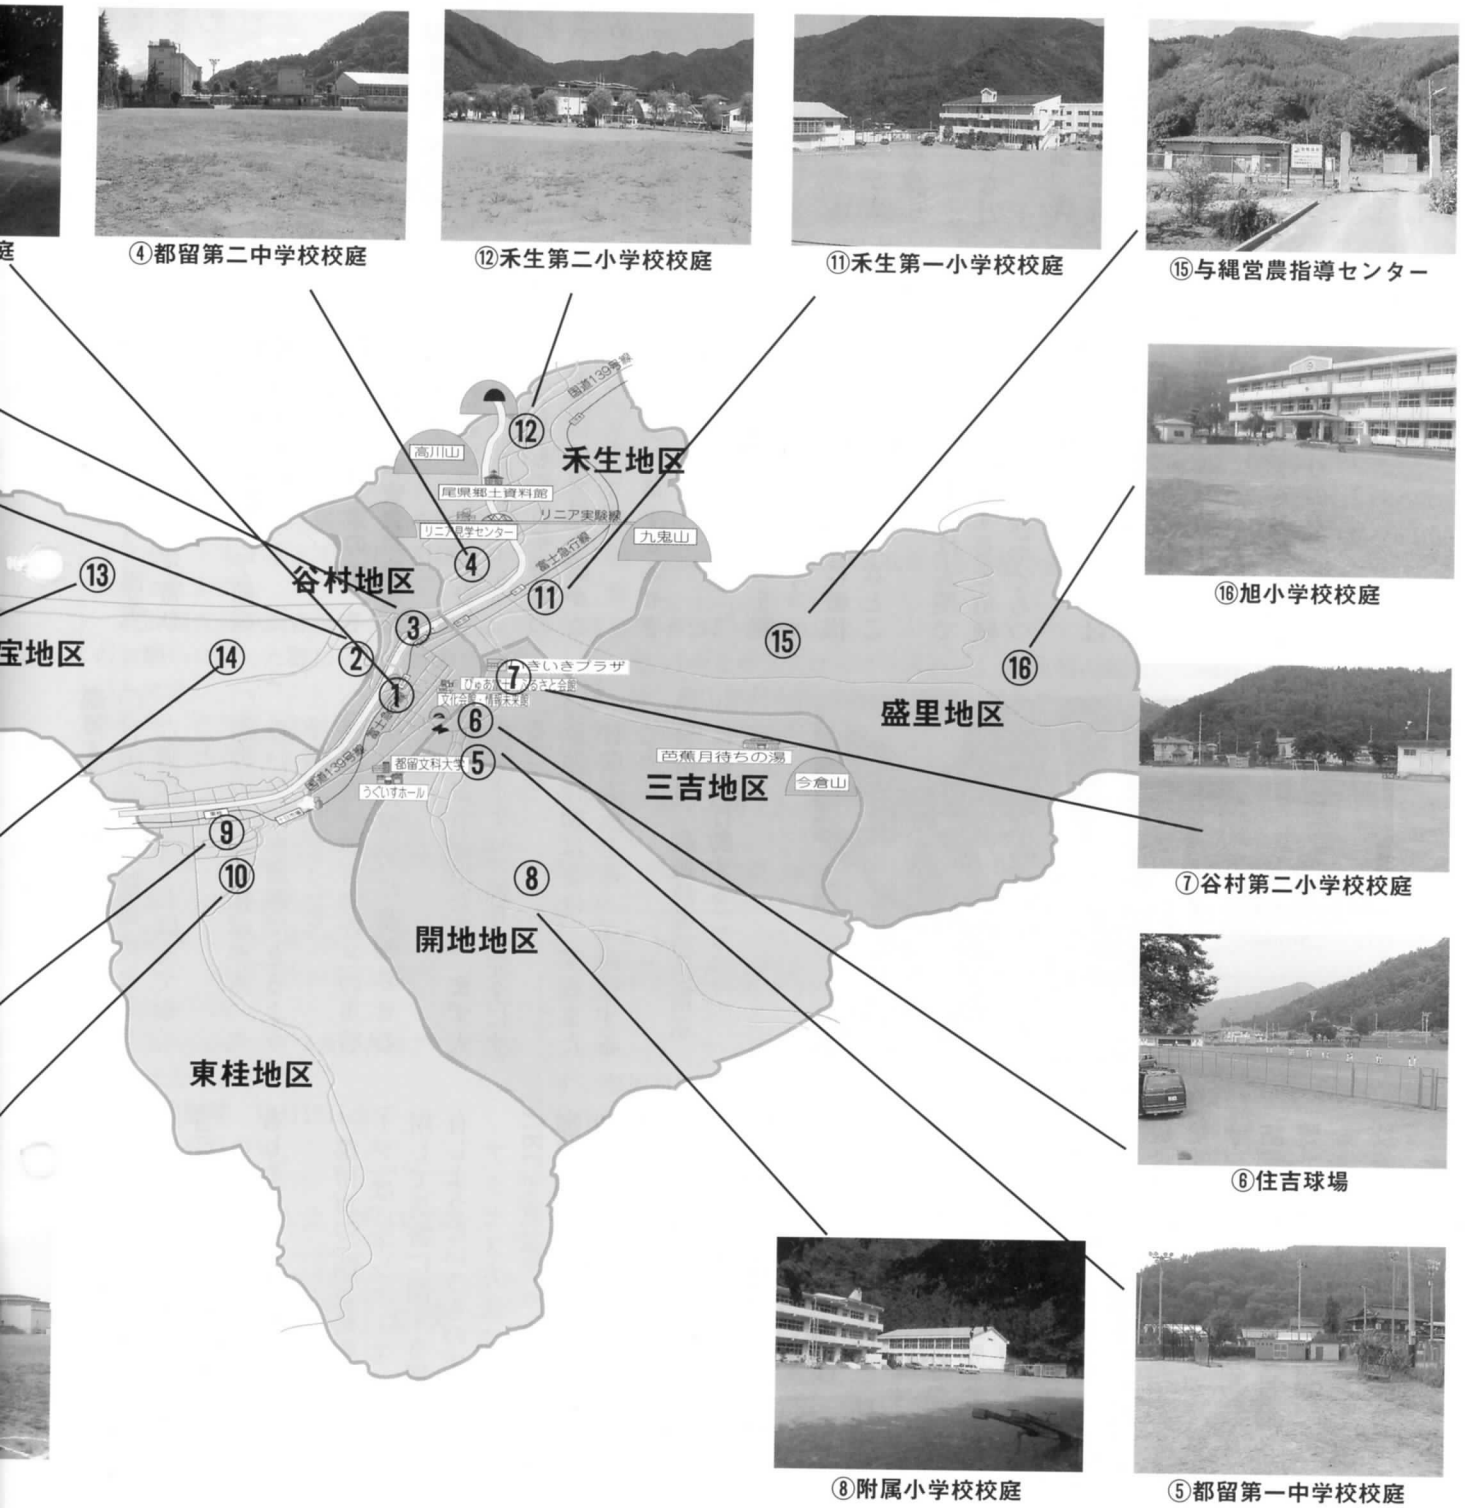 庭
④都留第二中学校校庭
⑫禾生第二小学校校庭
⑪禾生第一小学校校庭
⑮与縄営農指導センター
国道139号線
⑫
高川山
禾生地区
尾県郷土資料館
リニア見学センター
リニア実験線
富士急行線
九鬼山
④
⑪
⑬
谷村地区
③
②
①
宝地区
⑭
⑮
⑯
⑯旭小学校校庭
いきいきプラザ
⑦
⑥
⑤
都留文科大学
うぐいすホール
国道139号線
盛里地区
芭蕉月待ちの湯
今倉山
三吉地区
⑦谷村第二小学校校庭
⑨
⑩
⑧
開地地区
東桂地区
⑥住吉球場
⑧附属小学校校庭
⑤都留第一中学校校庭